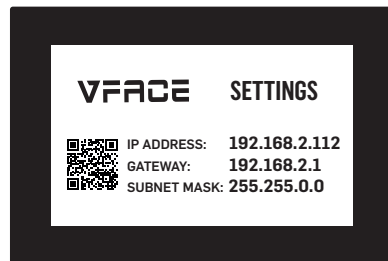 VFACE SETTINGS
IP ADDRESS: 192.168.2.112
GATEWAY: 192.168.2.1
SUBNET MASK: 255.255.0.0